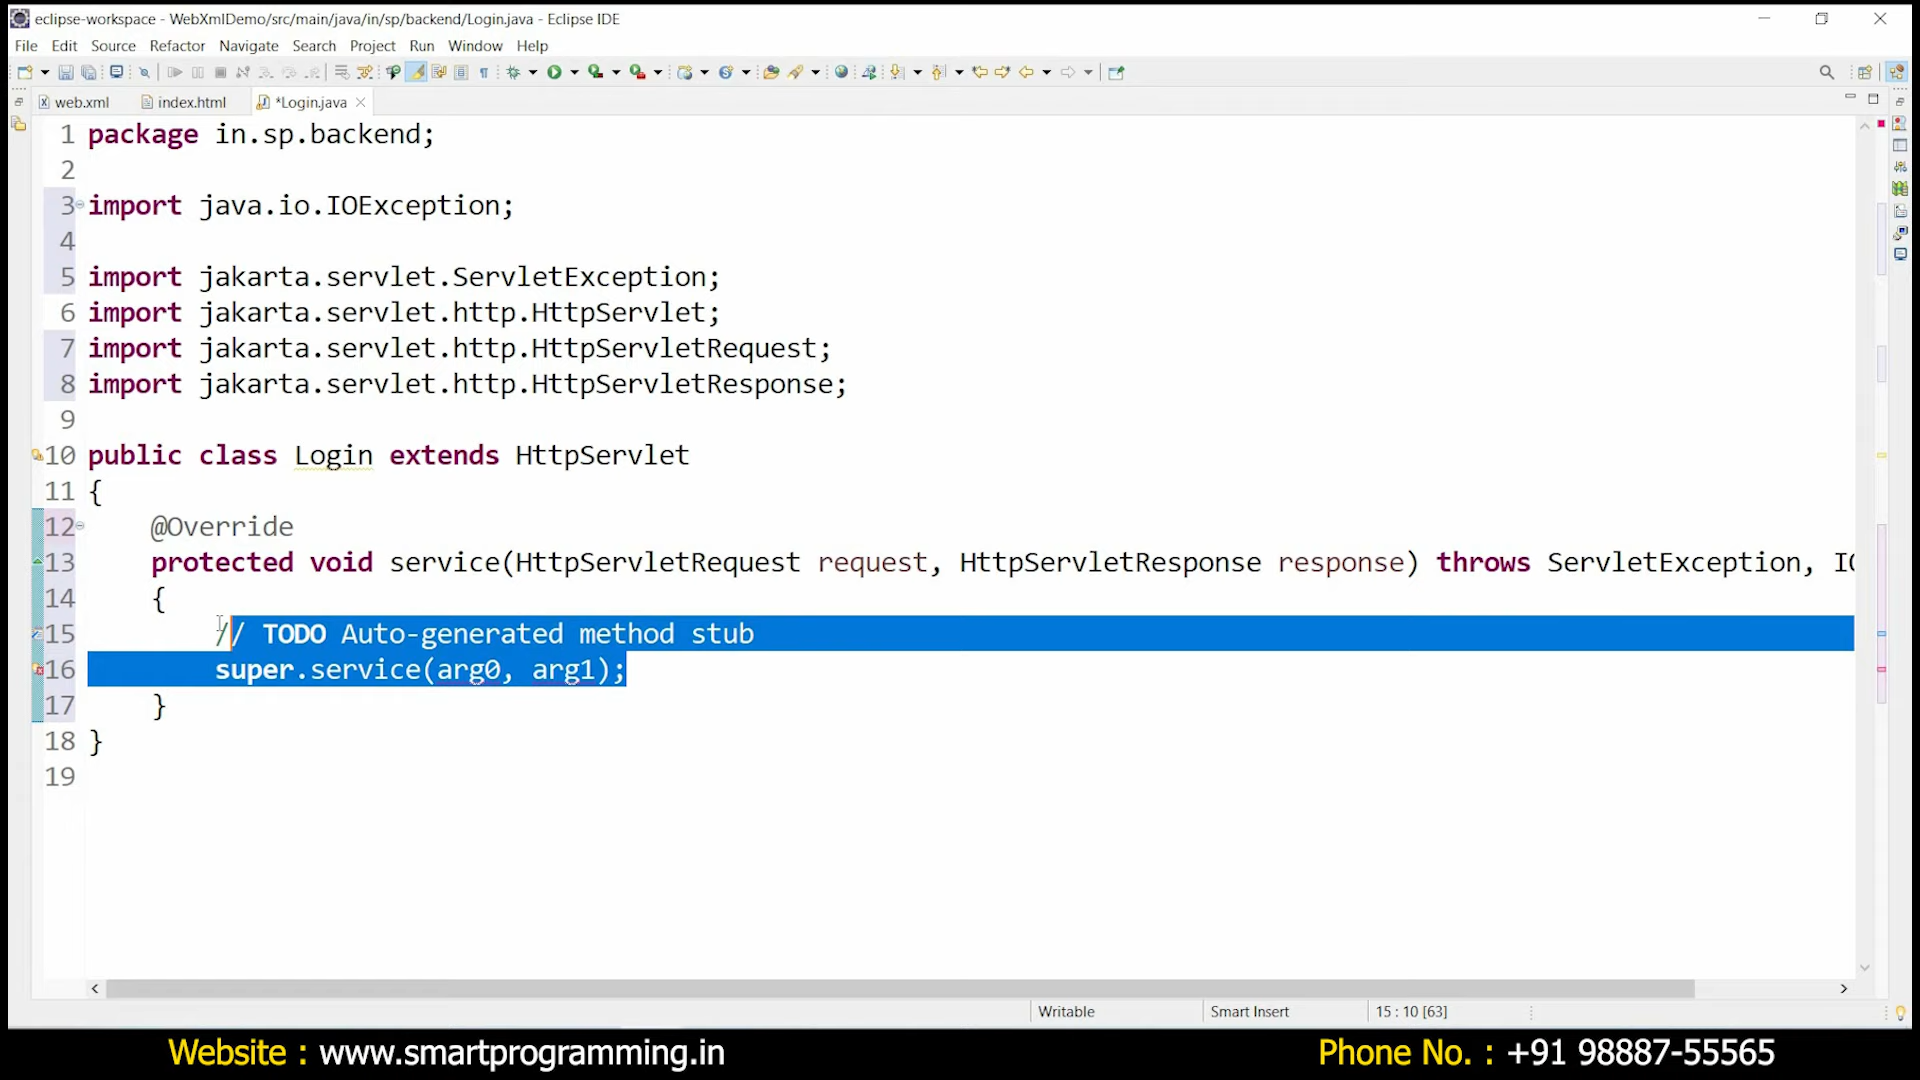 eclipse-workspace - WebXmlDemo/src/main/java/in/sp/backend/Login.java - Eclipse IDE
File Edit Source Refactor Navigate Search Project Run Window Help
web.xml index.html *Login.java
1 package in.sp.backend;
2
3 import java.io.IOException;
4
5 import jakarta.servlet.ServletException;
6 import jakarta.servlet.http.HttpServlet;
7 import jakarta.servlet.http.HttpServletRequest;
8 import jakarta.servlet.http.HttpServletResponse;
9
10 public class Login extends HttpServlet
11 {
12 @Override
13 protected void service(HttpServletRequest request, HttpServletResponse response) throws ServletException, IO
14 {
15 // TODO Auto-generated method stub
16 super.service(arg0, arg1);
17 }
18 }
19
Writable Smart Insert 15 : 10 [63]
Website : www.smartprogramming.in Phone No. : +91 98887-55565